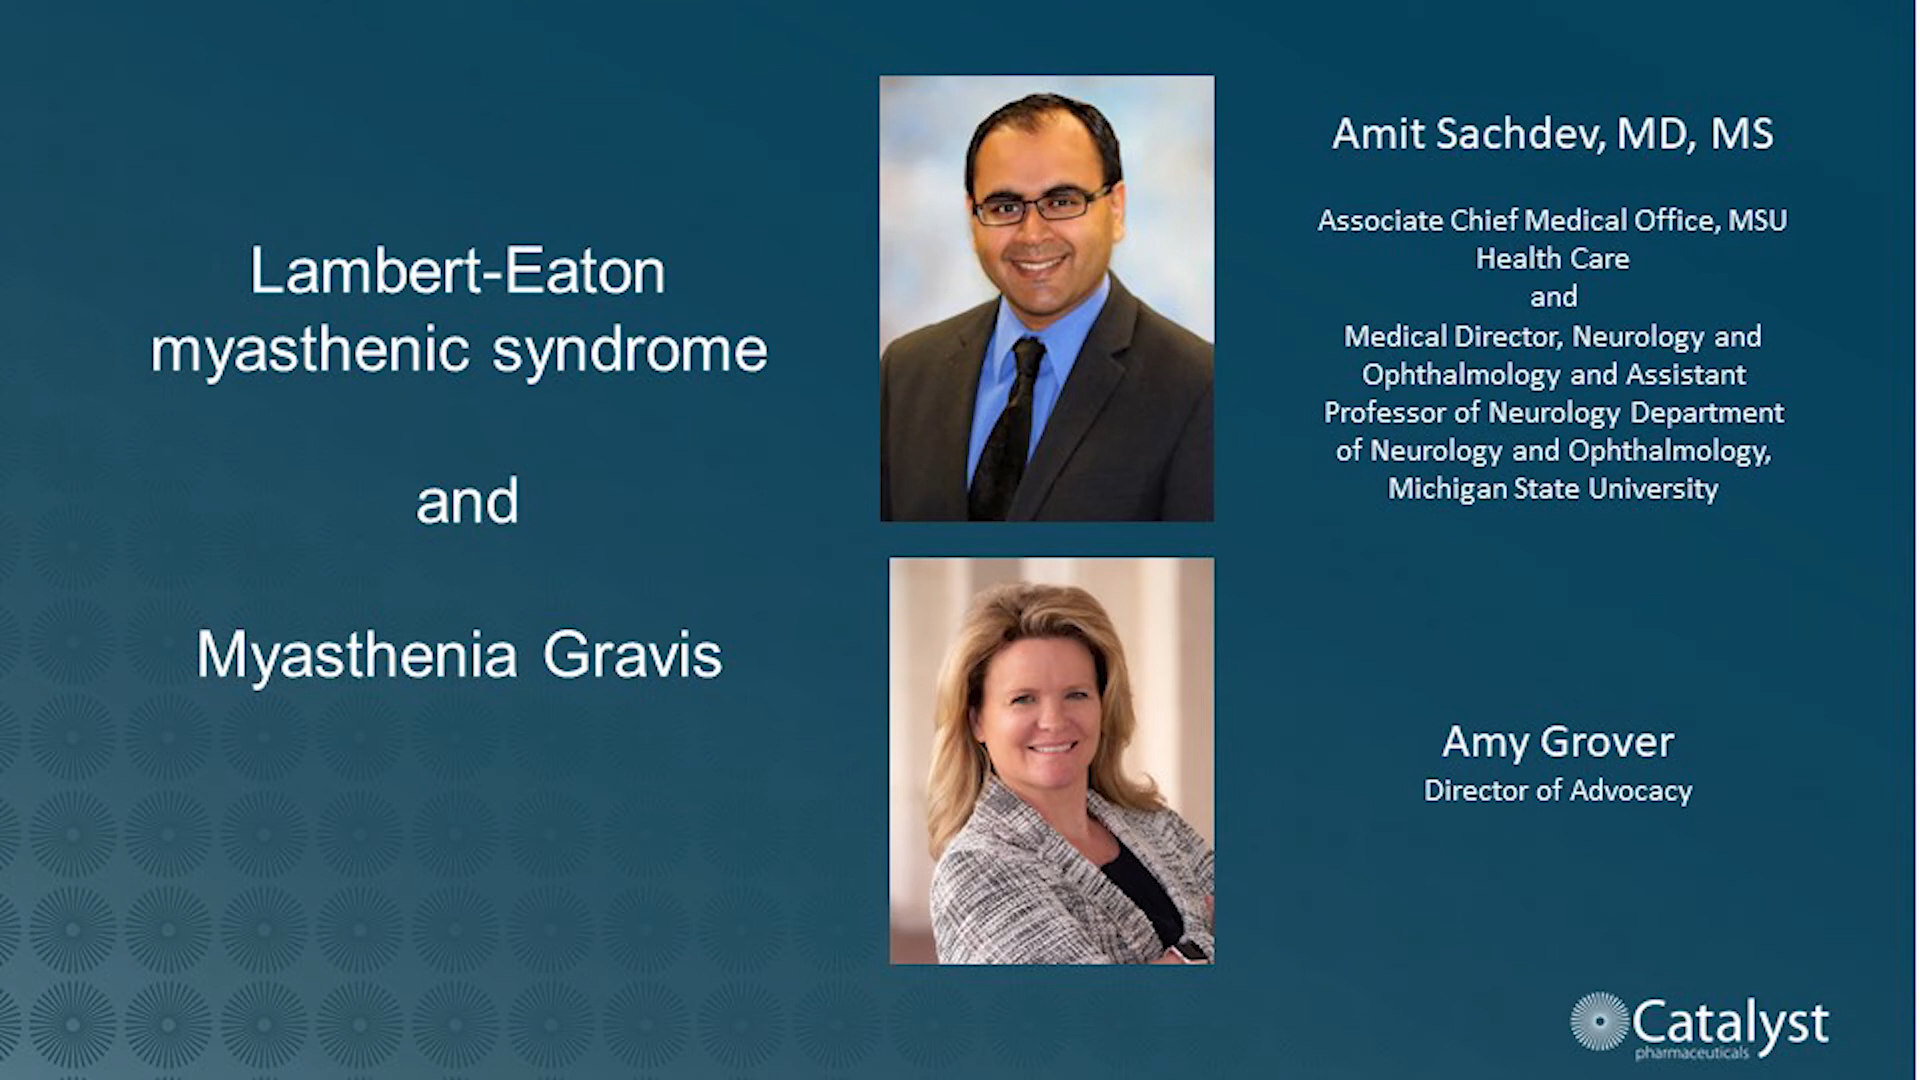 Lambert-Eaton
myasthenic syndrome
and
Myasthenia Gravis
Amit Sachdev, MD, MS
Associate Chief Medical Office, MSU
Health Care
and
Medical Director, Neurology and
Ophthalmology and Assistant
Professor of Neurology Department
of Neurology and Ophthalmology,
Michigan State University
Amy Grover
Director of Advocacy
Catalyst
pharmaceuticals